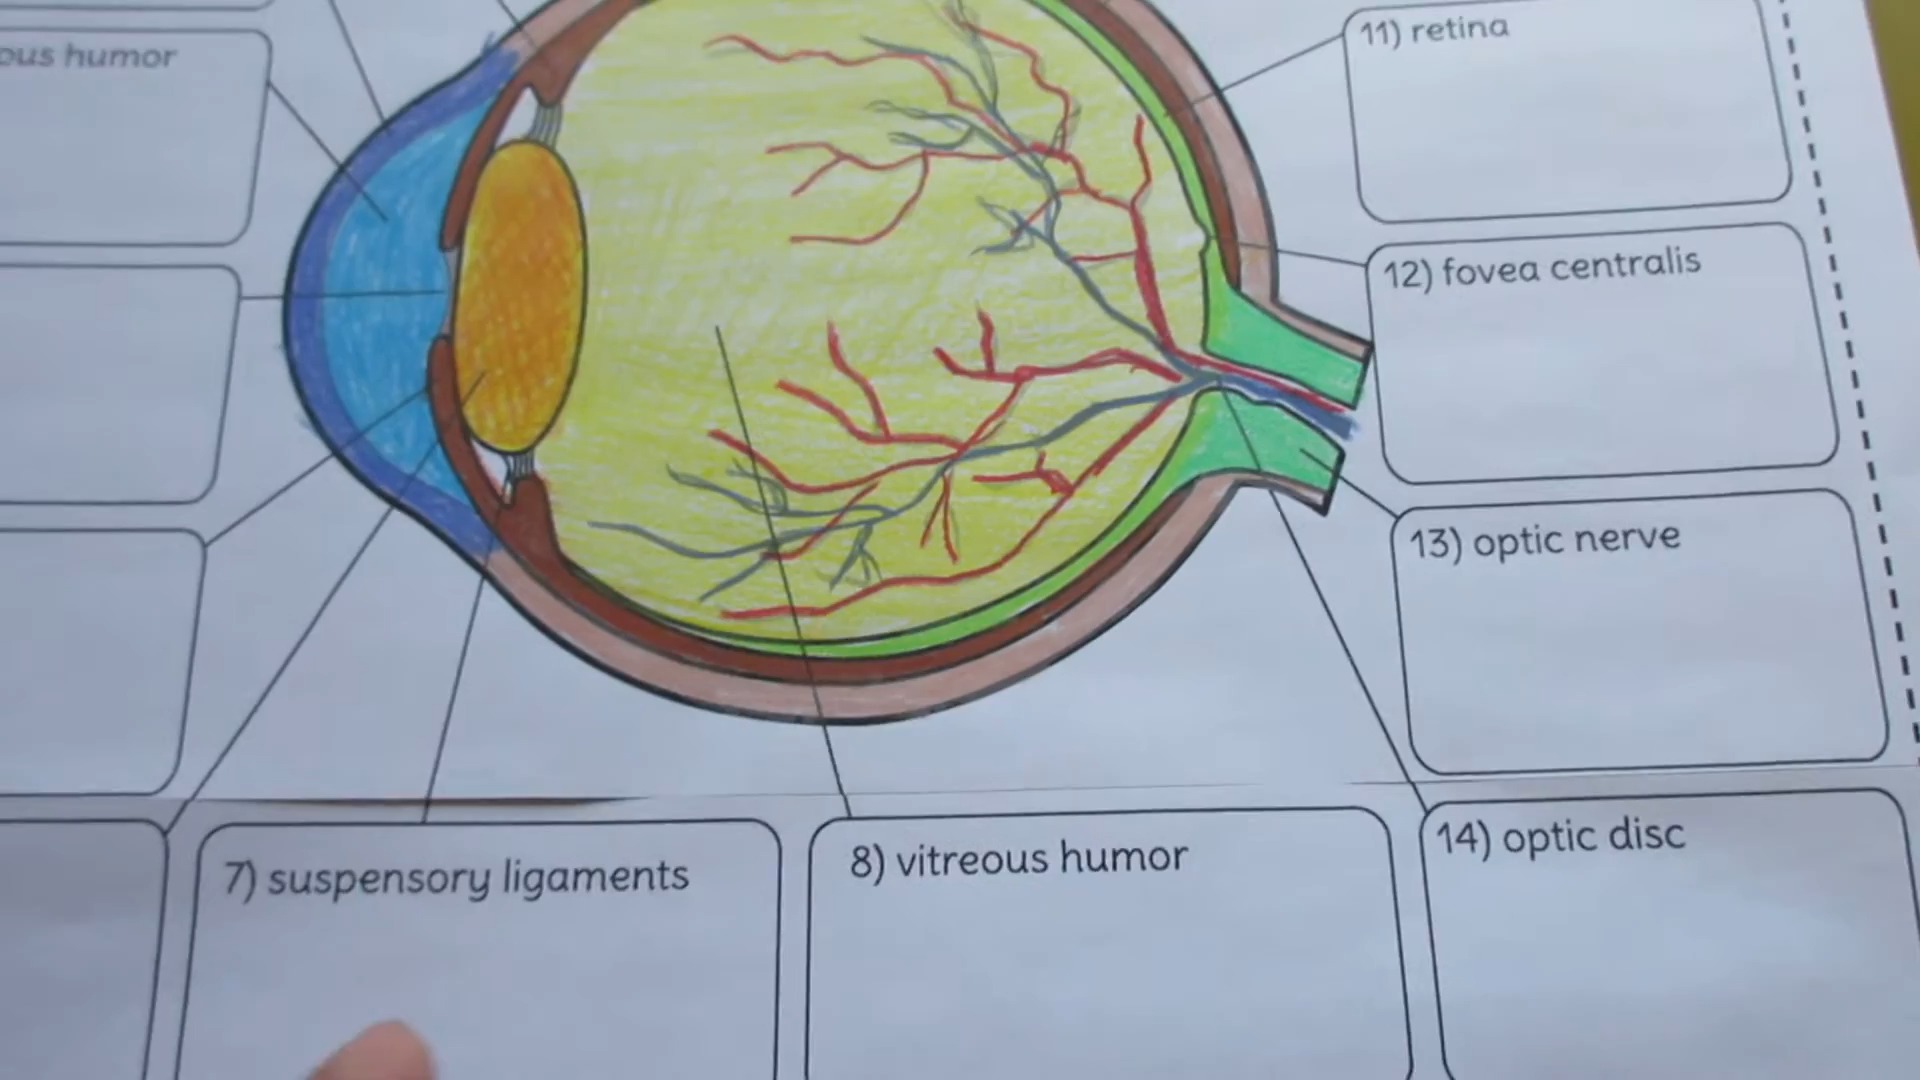 ous humor
11) retina
12) fovea centralis
13) optic nerve
7) suspensory ligaments
8) vitreous humor
14) optic disc